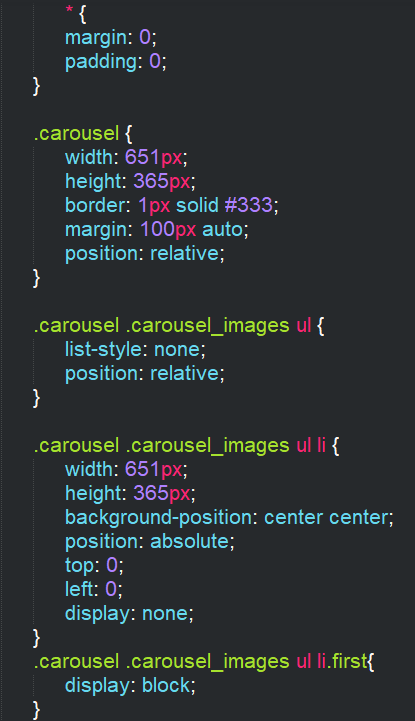 * {
margin: 0;
padding: 0;
}
.carousel {
width: 651px;
height: 365px;
border: 1px solid #333;
margin: 100px auto;
position: relative;
}
.carousel .carousel_images ul {
list-style: none;
position: relative;
}
.carousel .carousel_images ul li {
width: 651px;
height: 365px;
background-position: center center;
position: absolute;
top: 0;
left: 0;
display: none;
}
.carousel .carousel_images ul li.first{
display: block;
}